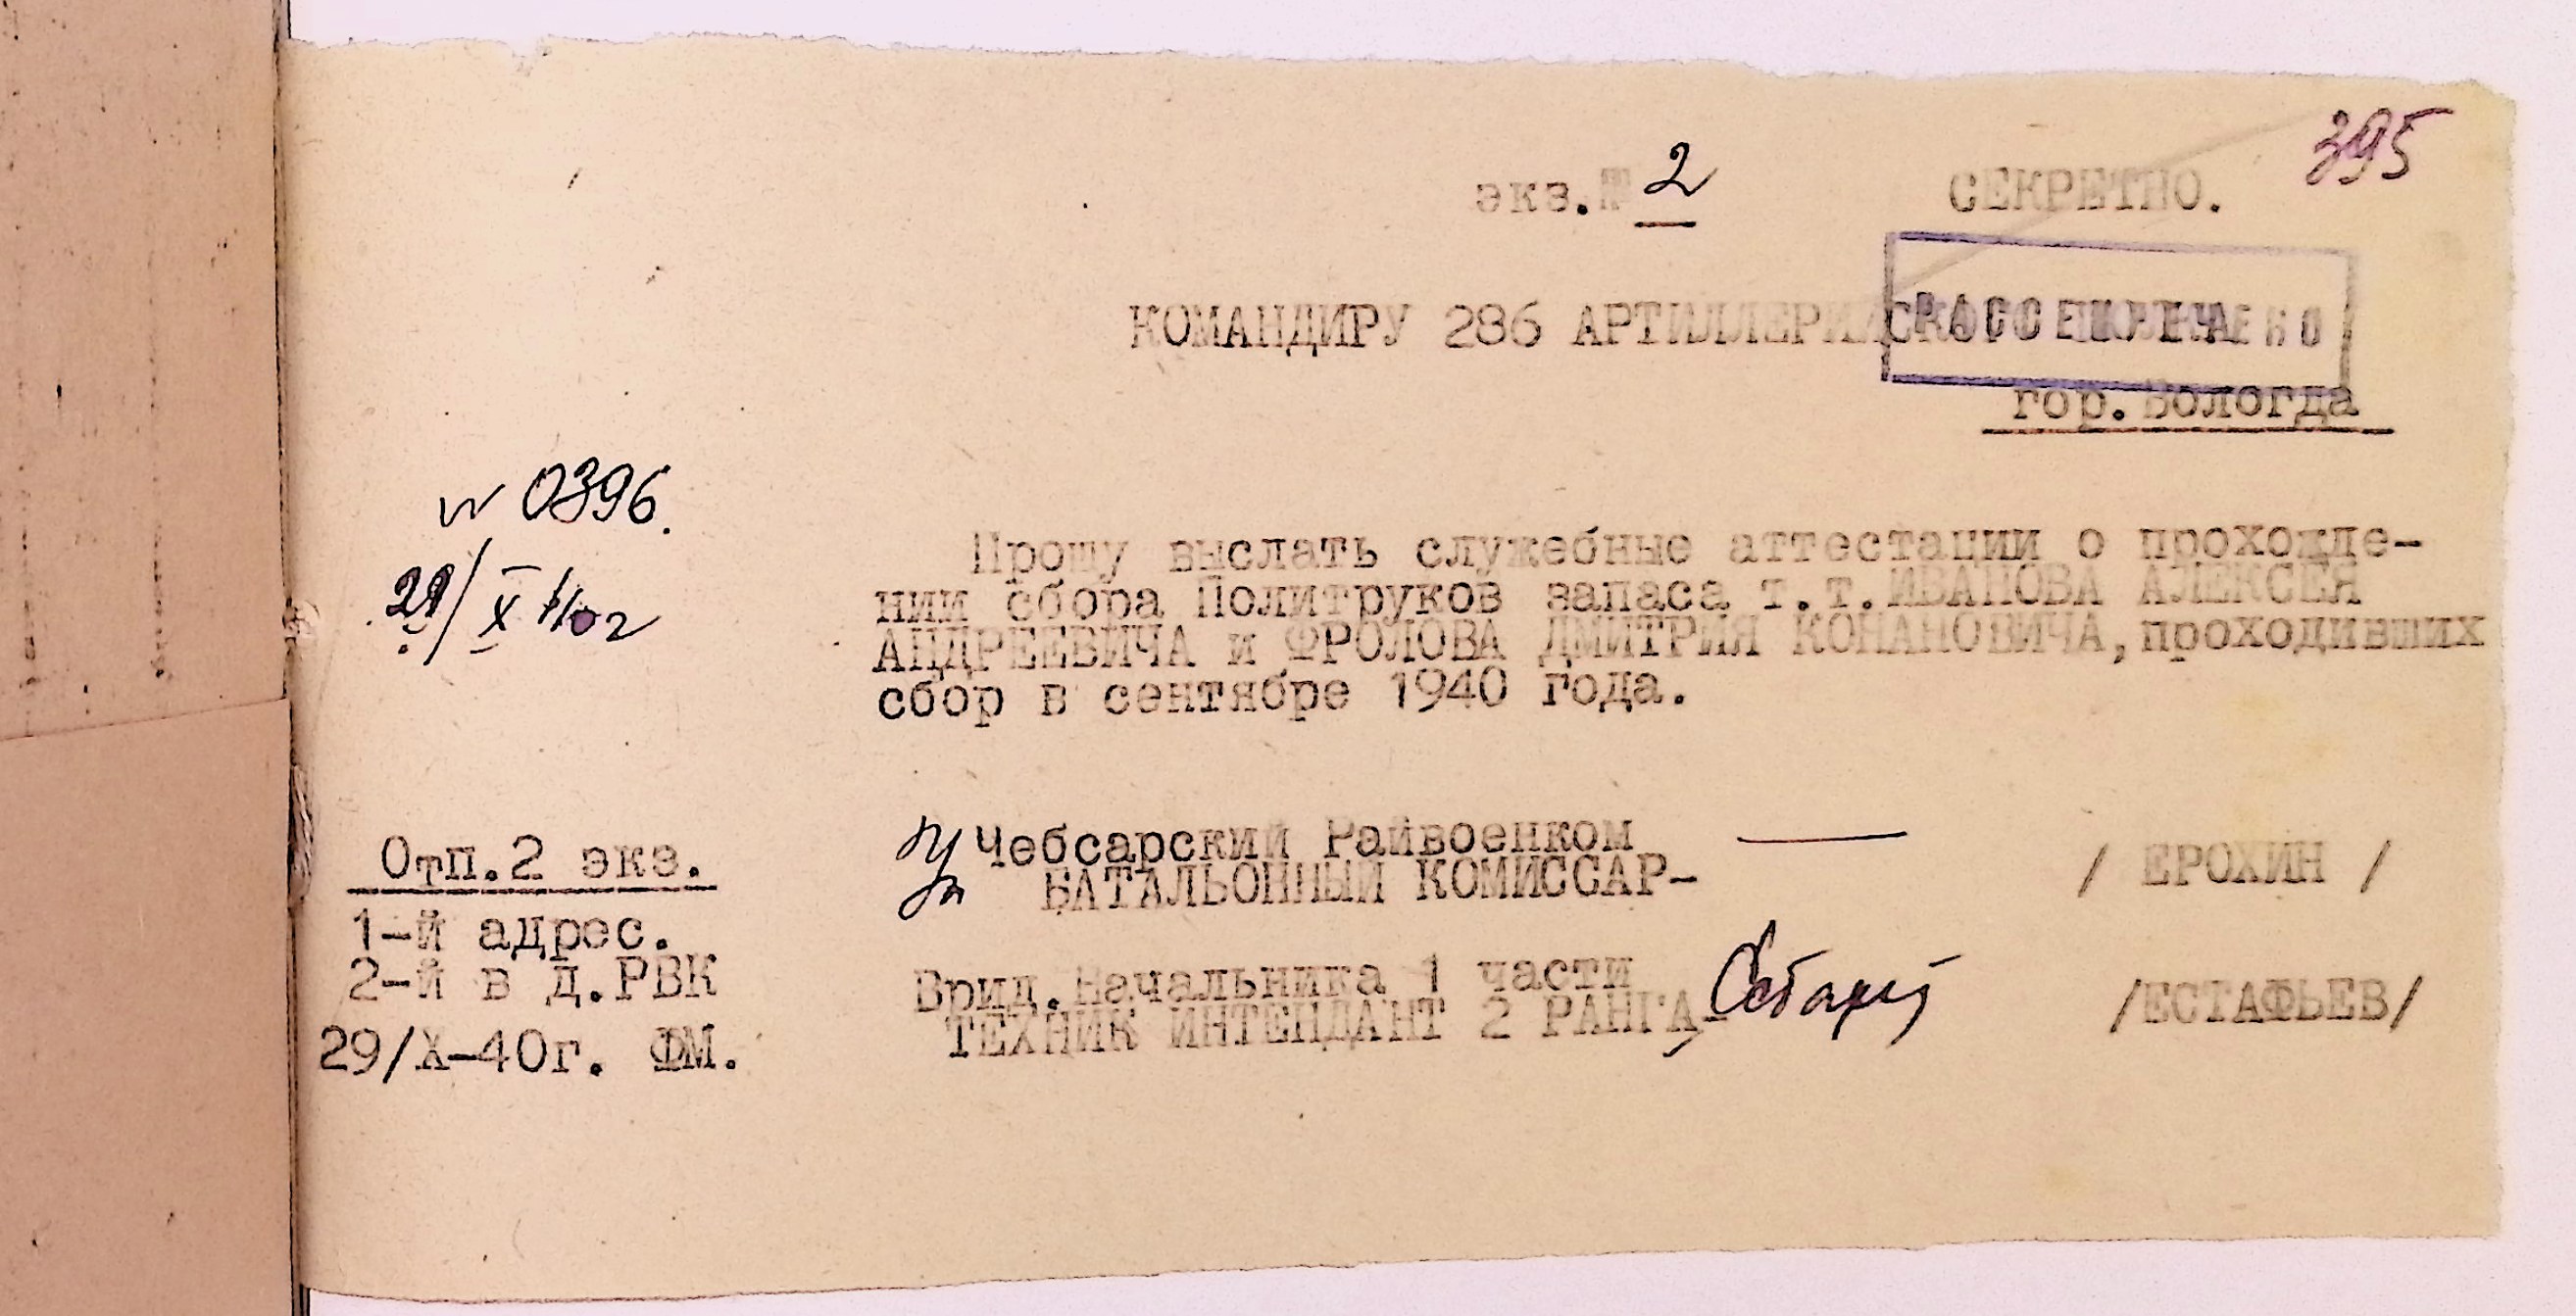 395
экз.№ 2 СЕКРЕТНО.
РАССЕКРЕЧЕНО
КОМАНДИРУ 286 АРТИЛЛЕРИЙСКОГО
гор.Вологда
№ 0396.
29/X
Прошу выслать служебные аттестации о прохожде-
нии сбора Политруков запаса т.т.ИВАНОВА АЛЕКСЕЯ
АНДРЕЕВИЧА и ФРОЛОВА ДМИТРИЯ КОНАНОВИЧА,проходивших
сбор в сентябре 1940 года.
Чебсарский Райвоенком
БАТАЛЬОННЫЙ КОМИССАР- / ЕРОХИН /
Врид.Начальника 1 части
ТЕХНИК ИНТЕНДАНТ 2 РАНГА- /ЕСТАФЬЕВ/
Отп.2 экз.
1-й адрес.
2-й в д.РВК
29/X-40г. ФМ.